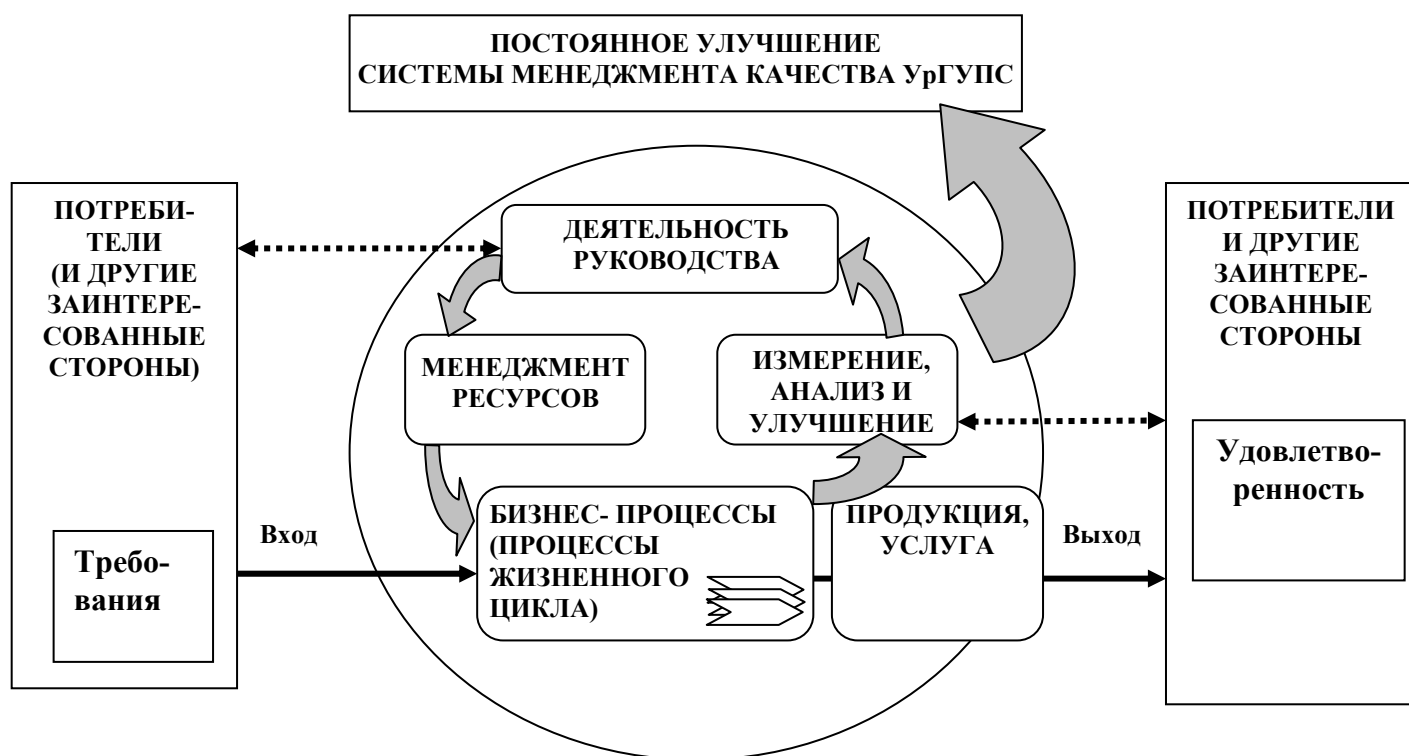 ПОСТОЯННОЕ УЛУЧШЕНИЕ
СИСТЕМЫ МЕНЕДЖМЕНТА КАЧЕСТВА УрГУПС
ПОТРЕБИ-
ТЕЛИ
(И ДРУГИЕ
ЗАИНТЕРЕ-
СОВАННЫЕ
СТОРОНЫ)
Требо-
вания
Вход
ДЕЯТЕЛЬНОСТЬ
РУКОВОДСТВА
МЕНЕДЖМЕНТ
РЕСУРСОВ
ИЗМЕРЕНИЕ,
АНАЛИЗ И
УЛУЧШЕНИЕ
БИЗНЕС- ПРОЦЕССЫ
(ПРОЦЕССЫ
ЖИЗНЕННОГО
ЦИКЛА)
ПРОДУКЦИЯ,
УСЛУГА
Выход
ПОТРЕБИТЕЛИ
И ДРУГИЕ
ЗАИНТЕРЕ-
СОВАННЫЕ
СТОРОНЫ
Удовлетво-
ренность